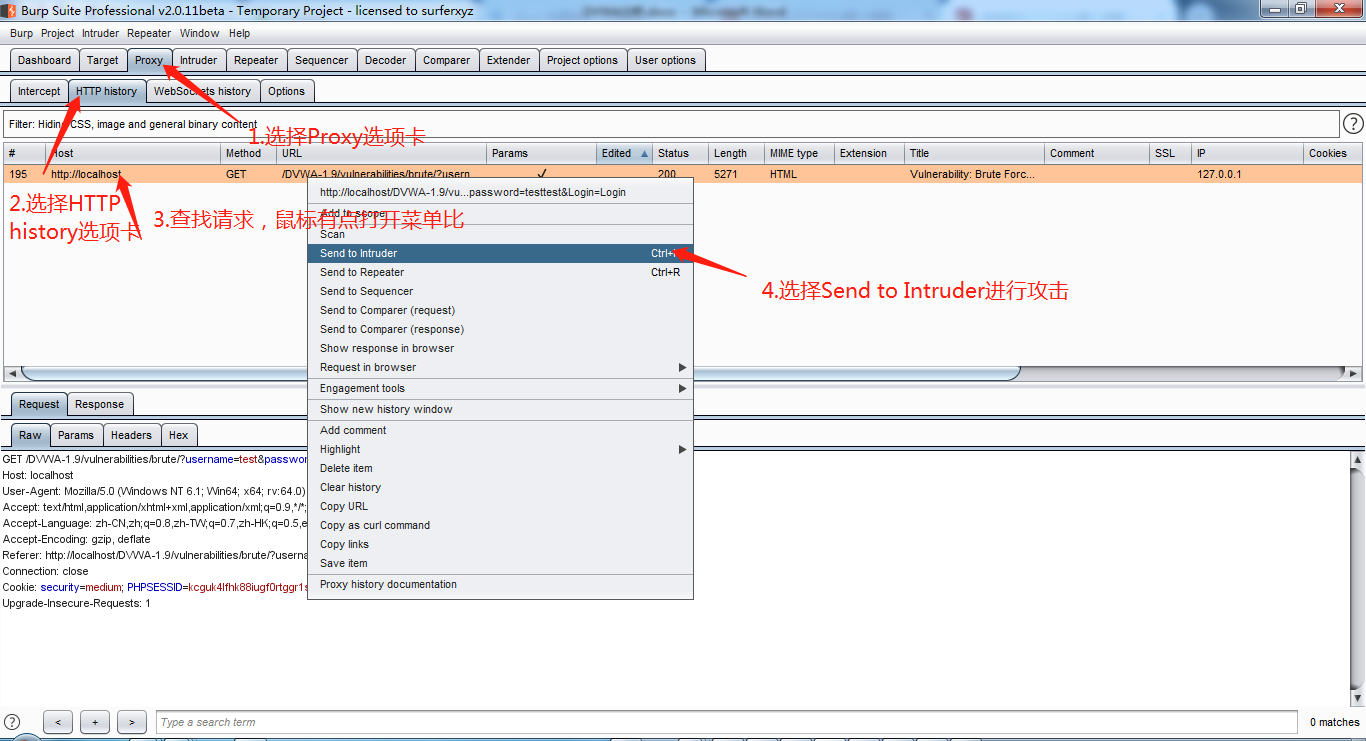 Burp Suite Professional v2.0.11beta - Temporary Project - licensed to surferxyz
Burp Project Intruder Repeater Window Help
Dashboard Target Proxy Intruder Repeater Sequencer Decoder Comparer Extender Project options User options
Intercept HTTP history WebSockets history Options
Filter: Hiding CSS, image and general binary content
1.选择Proxy选项卡
# Host Method URL Params Edited Status Length MIME type Extension Title Comment SSL IP Cookies
195 http://localhost GET /DVWA-1.9/vulnerabilities/brute/?usern... ✓ 200 5271 HTML Vulnerability: Brute Forc... 127.0.0.1
2.选择HTTP
history选项卡
3.查找请求，鼠标有点打开菜单比
http://localhost/DVWA-1.9/vu...password=testtest&Login=Login
Add to scope
Scan
Send to Intruder Ctrl+I
Send to Repeater Ctrl+R
Send to Sequencer
Send to Comparer (request)
Send to Comparer (response)
Show response in browser
Request in browser
Engagement tools
Show new history window
Add comment
Highlight
Delete item
Clear history
Copy URL
Copy as curl command
Copy links
Save item
Proxy history documentation
4.选择Send to Intruder进行攻击
Request Response
Raw Params Headers Hex
GET /DVWA-1.9/vulnerabilities/brute/?username=test&passwor
Host: localhost
User-Agent: Mozilla/5.0 (Windows NT 6.1; Win64; x64; rv:64.0)
Accept: text/html,application/xhtml+xml,application/xml;q=0.9,*/*;
Accept-Language: zh-CN,zh;q=0.8,zh-TW;q=0.7,zh-HK;q=0.5,e
Accept-Encoding: gzip, deflate
Referer: http://localhost/DVWA-1.9/vulnerabilities/brute/?userna
Connection: close
Cookie: security=medium; PHPSESSID=kcguk4lfhk88iugf0rtggr1s
Upgrade-Insecure-Requests: 1
? < + > Type a search term 0 matches